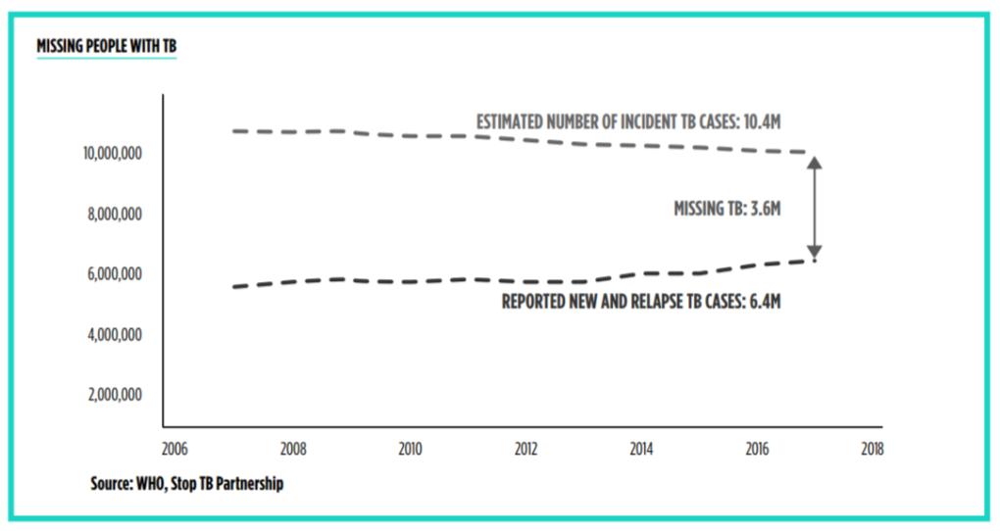 MISSING PEOPLE WITH TB
ESTIMATED NUMBER OF INCIDENT TB CASES: 10.4M
10,000,000
MISSING TB: 3.6M
8,000,000
6,000,000
REPORTED NEW AND RELAPSE TB CASES: 6.4M
4,000,000
2,000,000
2006 2008 2010 2012 2014 2016 2018
Source: WHO, Stop TB Partnership